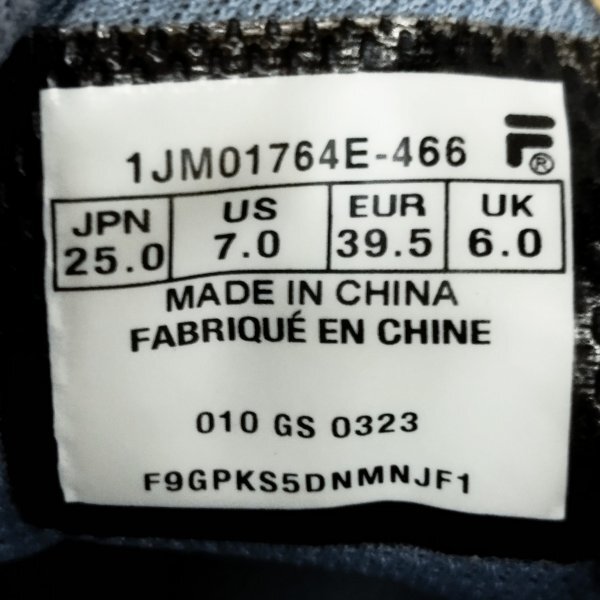 1JM01764E-466
F®
JPN US EUR UK
25.0 7.0 39.5 6.0
MADE IN CHINA
FABRIQUÉ EN CHINE
010 GS 0323
F9GPKS5DNMNJF1